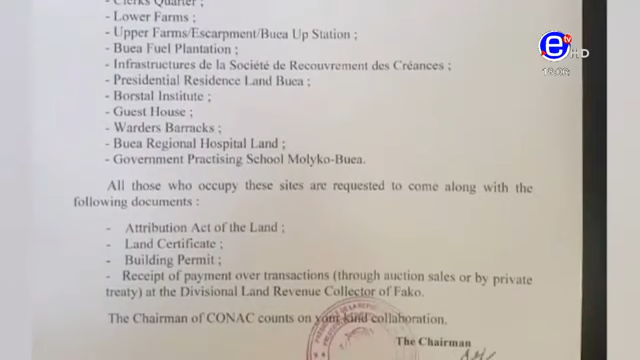 - Clerks Quarter ;
- Lower Farms ;
- Upper Farms/Escarpment/Buea Up Station ;
- Buea Fuel Plantation ;
- Infrastructures de la Société de Recouvrement des Créances ;
- Presidential Residence Land Buea ;
- Borstal Institute ;
- Guest House ;
- Warders Barracks ;
- Buea Regional Hospital Land ;
- Government Practising School Molyko-Buea.
All those who occupy these sites are requested to come along with the
following documents :
- Attribution Act of the Land ;
- Land Certificate ;
- Building Permit ;
- Receipt of payment over transactions (through auction sales or by private
treaty) at the Divisional Land Revenue Collector of Fako.
The Chairman of CONAC counts on your kind collaboration.
The Chairman
e tv HD